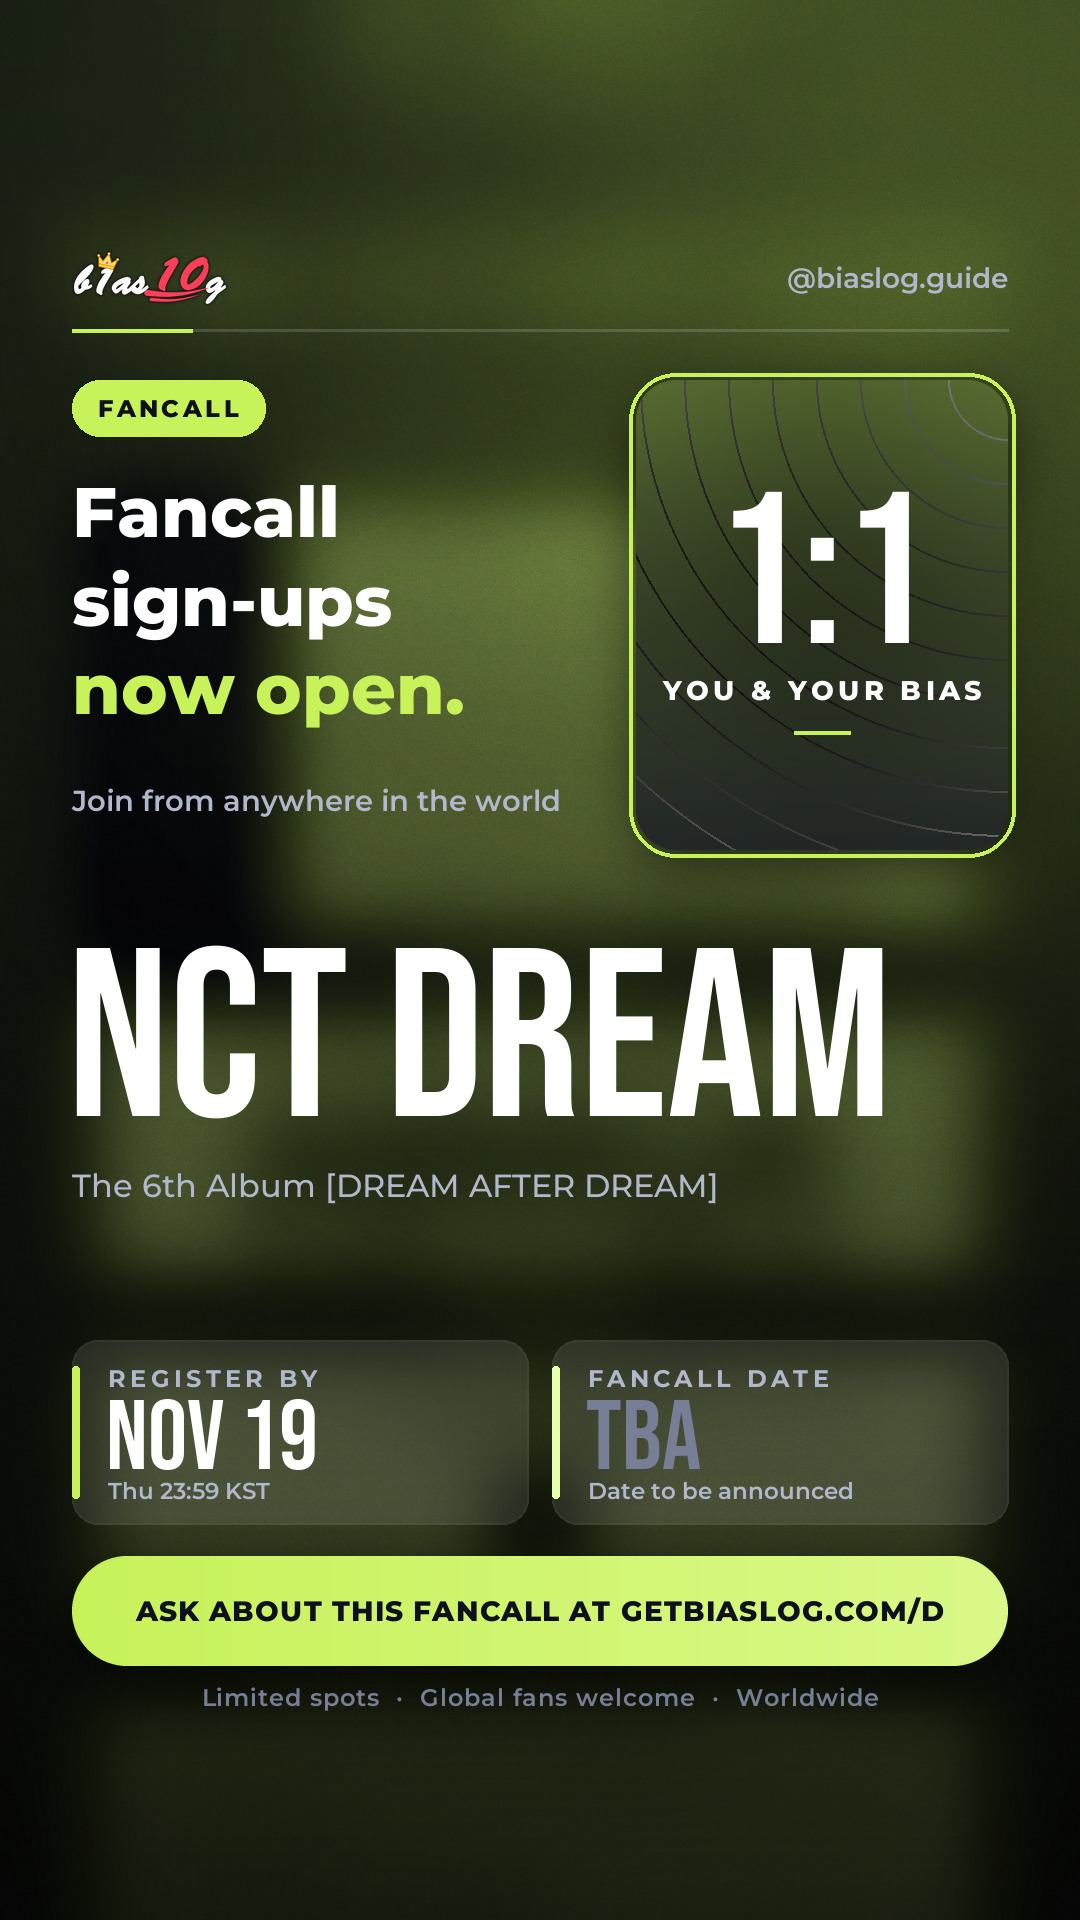 b1as10g
@biaslog.guide
FANCALL
Fancall
sign-ups
now open.
Join from anywhere in the world
1:1
YOU & YOUR BIAS
NCT DREAM
The 6th Album [DREAM AFTER DREAM]
REGISTER BY
NOV 19
Thu 23:59 KST
FANCALL DATE
TBA
Date to be announced
ASK ABOUT THIS FANCALL AT GETBIASLOG.COM/D
Limited spots · Global fans welcome · Worldwide